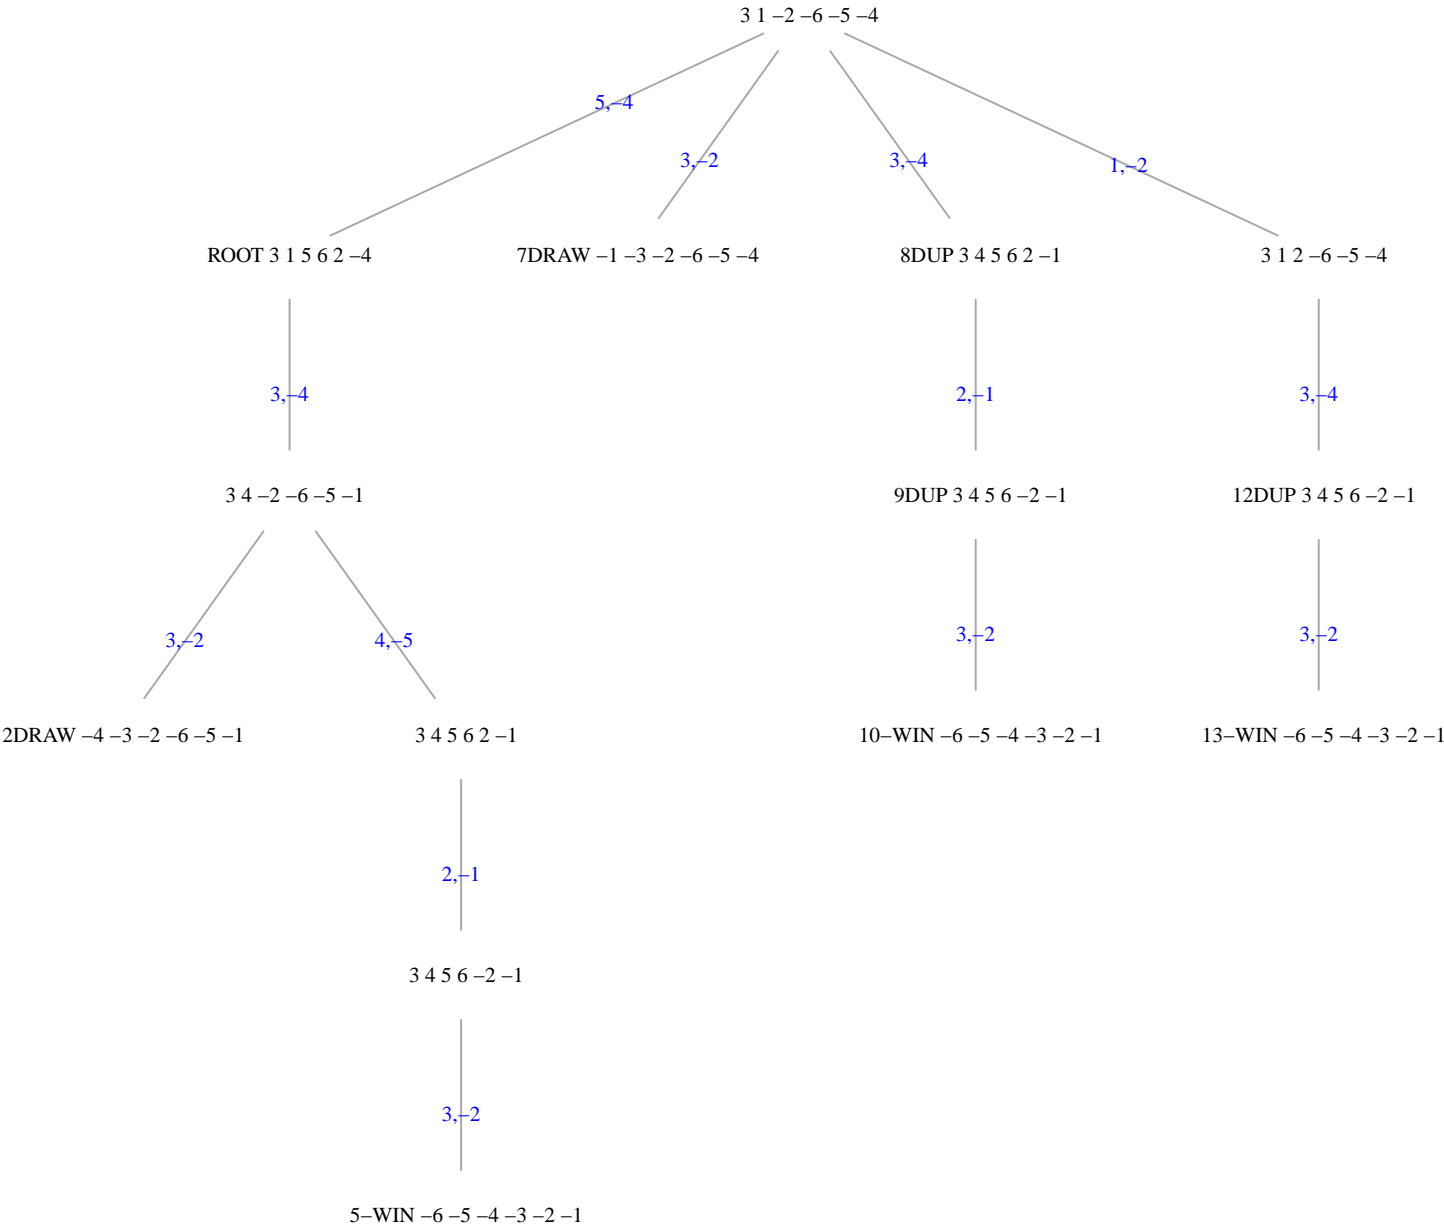 3 1 –2 –6 –5 –4
5,–4
3,–2
3,–4
1,–2
ROOT 3 1 5 6 2 –4
7DRAW –1 –3 –2 –6 –5 –4
8DUP 3 4 5 6 2 –1
3 1 2 –6 –5 –4
3,–4
2,–1
3,–4
3 4 –2 –6 –5 –1
9DUP 3 4 5 6 –2 –1
12DUP 3 4 5 6 –2 –1
3,–2
4,–5
3,–2
3,–2
2DRAW –4 –3 –2 –6 –5 –1
3 4 5 6 2 –1
10–WIN –6 –5 –4 –3 –2 –1
13–WIN –6 –5 –4 –3 –2 –1
2,–1
3 4 5 6 –2 –1
3,–2
5–WIN –6 –5 –4 –3 –2 –1